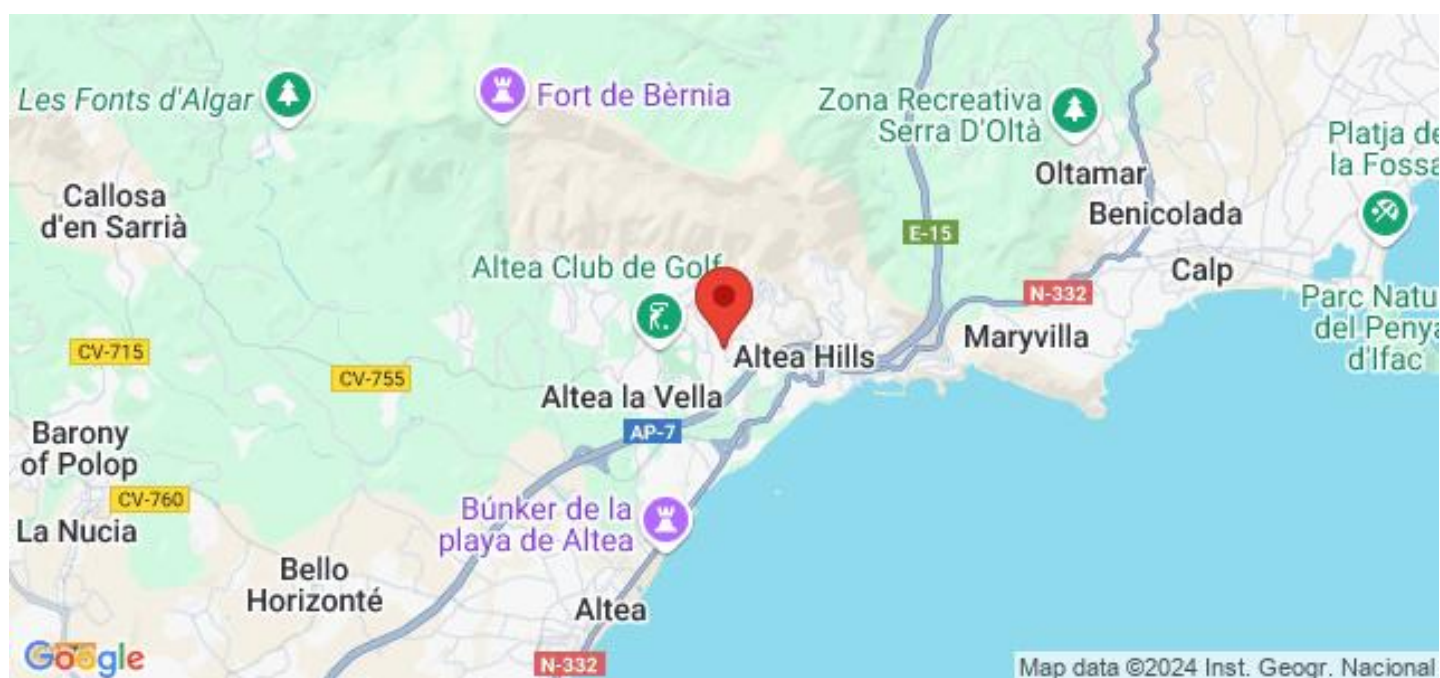 Les Fonts d'Algar
Fort de Bèrnia
Zona Recreativa
Serra D'Oltà
Platja de
la Fossa
Oltamar
Callosa
d'en Sarrià
Benicolada
E-15
Altea Club de Golf
Calp
N-332
Parc Natu
del Penya
d'Ifac
Maryvilla
CV-715
Altea Hills
CV-755
Altea la Vella
AP-7
Barony
of Polop
CV-760
Búnker de la
playa de Altea
La Nucia
Bello
Horizonté
Altea
Google
N-332
Map data ©2024 Inst. Geogr. Nacional